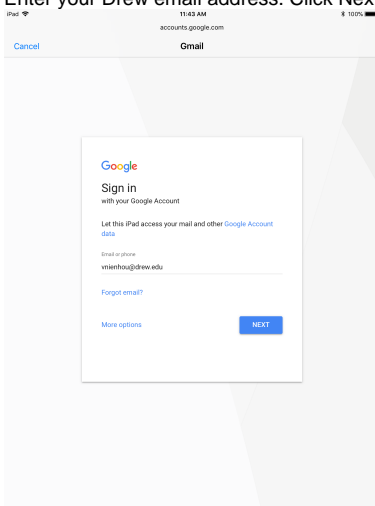 Enter your Drew email address. Click Nex
iPad 11:43 AM 100%
accounts.google.com
Cancel Gmail
Google
Sign in
with your Google Account
Let this iPad access your mail and other Google Account
data
Email or phone
vnienhou@drew.edu
Forgot email?
More options NEXT